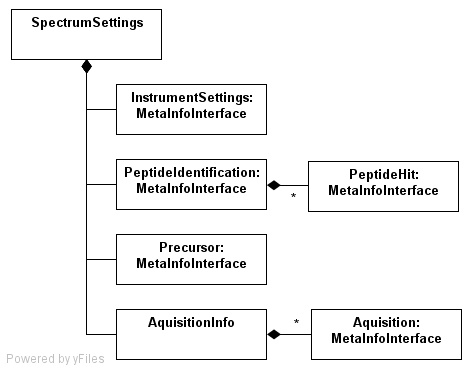 SpectrumSettings
InstrumentSettings:
MetaInfoInterface
PeptideIdentification:
MetaInfoInterface
*
PeptideHit:
MetaInfoInterface
Precursor:
MetaInfoInterface
AquisitionInfo
*
Aquisition:
MetaInfoInterface
Powered by yFiles